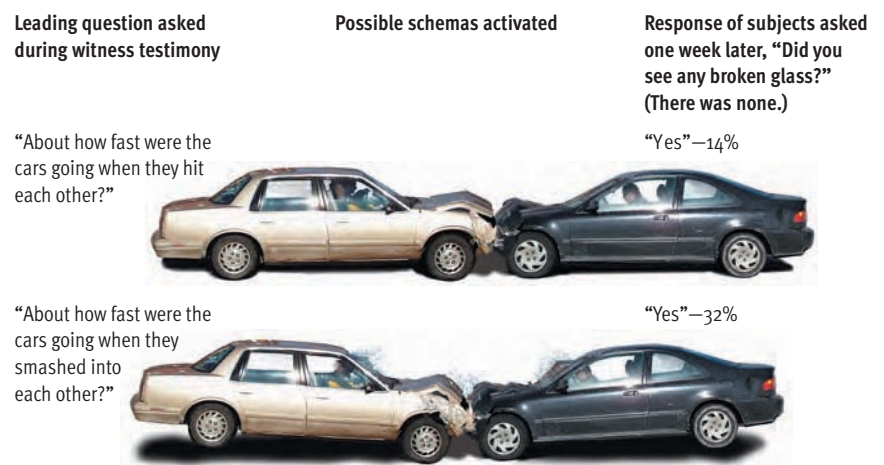 Leading question asked
during witness testimony
Possible schemas activated
Response of subjects asked
one week later, “Did you
see any broken glass?”
(There was none.)
“About how fast were the
cars going when they hit
each other?”
“Yes”—14%
“About how fast were the
cars going when they
smashed into
each other?”
“Yes”—32%